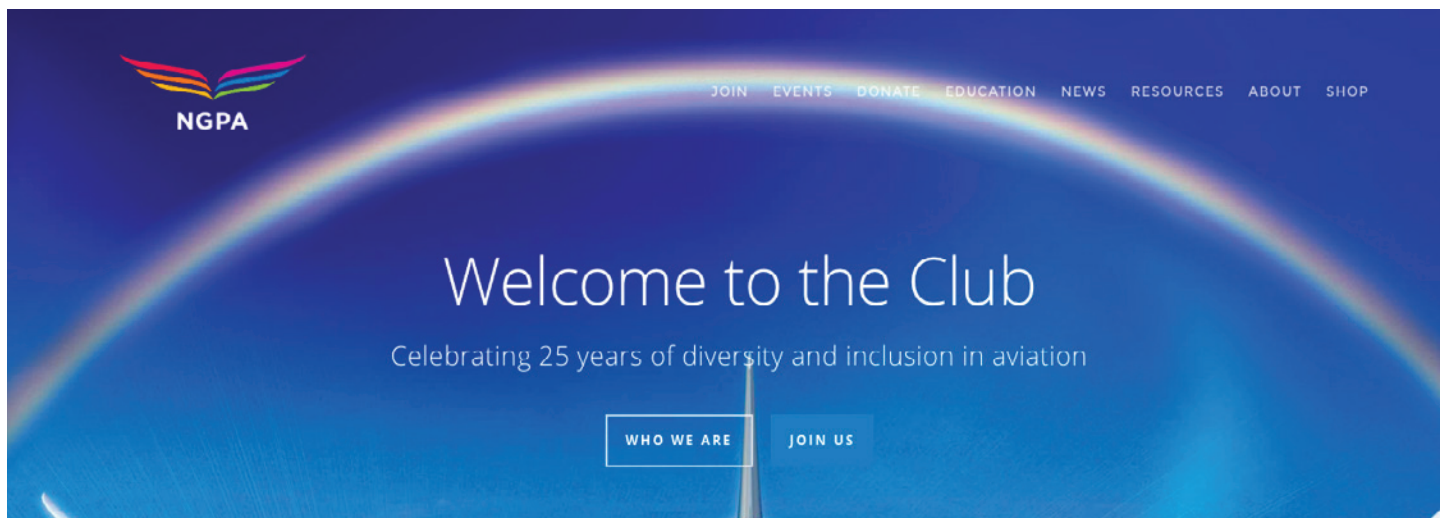 NGPA
JOIN EVENTS DONATE EDUCATION NEWS RESOURCES ABOUT SHOP
Welcome to the Club
Celebrating 25 years of diversity and inclusion in aviation
WHO WE ARE JOIN US